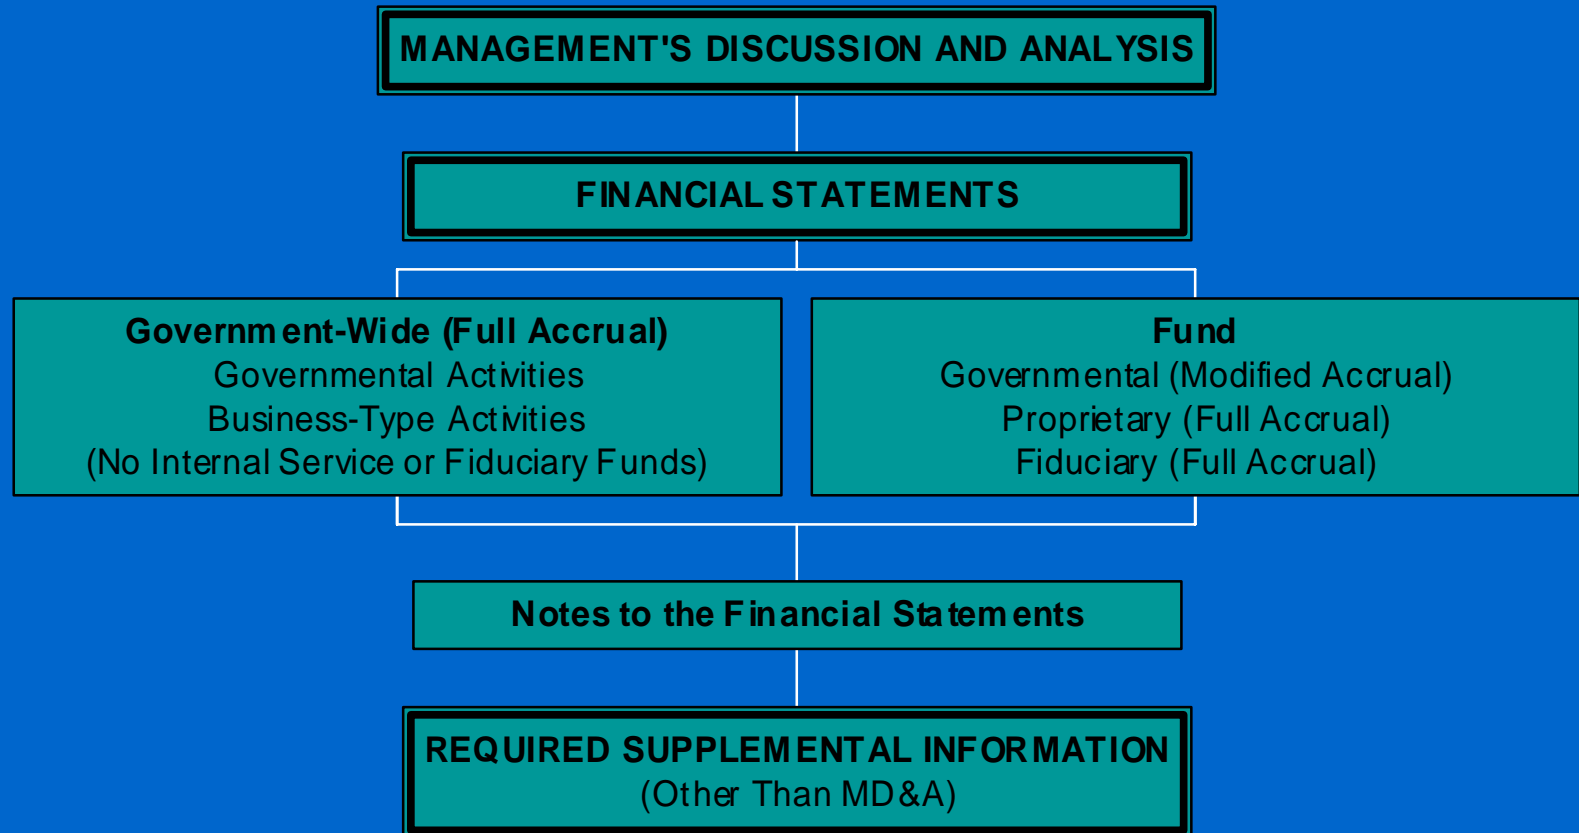 MANAGEMENT'S DISCUSSION AND ANALYSIS
FINANCIAL STATEMENTS
Government-Wide (Full Accrual)
Governmental Activities
Business-Type Activities
(No Internal Service or Fiduciary Funds)
Fund
Governmental (Modified Accrual)
Proprietary (Full Accrual)
Fiduciary (Full Accrual)
Notes to the Financial Statements
REQUIRED SUPPLEMENTAL INFORMATION
(Other Than MD&A)